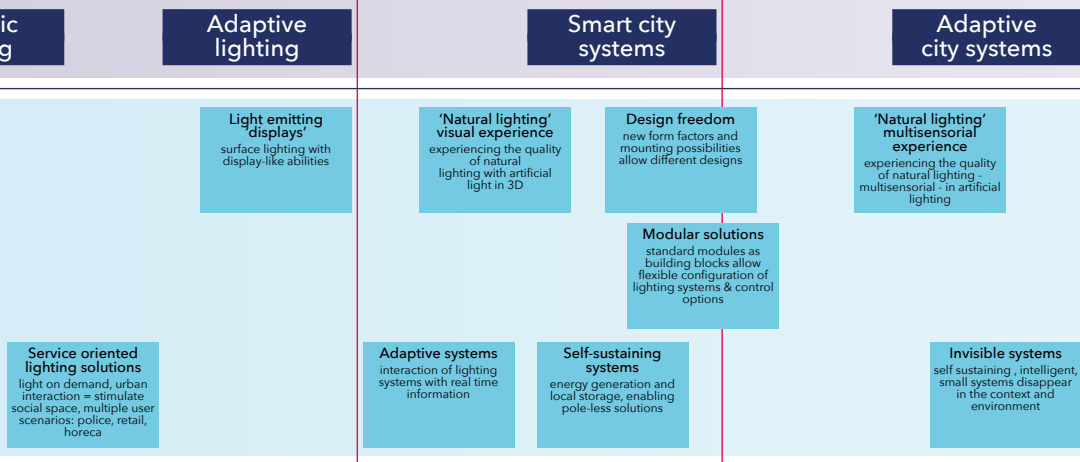 ic
g
Adaptive
lighting
Smart city
systems
Adaptive
city systems
Light emitting
'displays'
surface lighting with
display-like abilities
‘Natural lighting’
visual experience
experiencing the quality
of natural
lighting with artificial
light in 3D
Design freedom
new form factors and
mounting possibilities
allow different designs
‘Natural lighting’
multisensorial
experience
experiencing the quality
of natural lighting -
multisensorial - in artificial
lighting
Modular solutions
standard modules as
building blocks allow
flexible configuration of
lighting systems & control
options
Service oriented
lighting solutions
light on demand, urban
interaction = stimulate
social space, multiple user
scenarios: police, retail,
horeca
Adaptive systems
interaction of lighting
systems with real time
information
Self-sustaining
systems
energy generation and
local storage, enabling
pole-less solutions
Invisible systems
self sustaining , intelligent,
small systems disappear
in the context and
environment